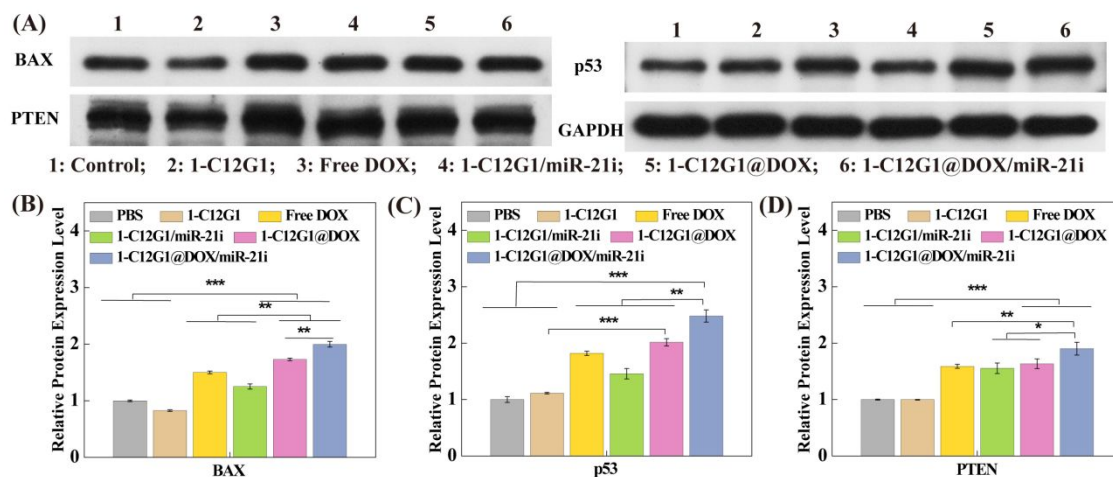 (A)
1 2 3 4 5 6
BAX
PTEN
1 2 3 4 5 6
p53
GAPDH
1: Control; 2: 1-C12G1; 3: Free DOX; 4: 1-C12G1/miR-21i; 5: 1-C12G1@DOX; 6: 1-C12G1@DOX/miR-21i
(B)
PBS 1-C12G1 Free DOX
1-C12G1/miR-21i 1-C12G1@DOX
1-C12G1@DOX/miR-21i
Relative Protein Expression Level
4
3
2
1
0
***
**
**
BAX
(C)
PBS 1-C12G1 Free DOX
1-C12G1/miR-21i 1-C12G1@DOX
1-C12G1@DOX/miR-21i
Relative Protein Expression Level
4
3
2
1
0
***
**
***
p53
(D)
PBS 1-C12G1 Free DOX
1-C12G1/miR-21i 1-C12G1@DOX
1-C12G1@DOX/miR-21i
Relative Protein Expression Level
4
3
2
1
0
***
**
*
PTEN